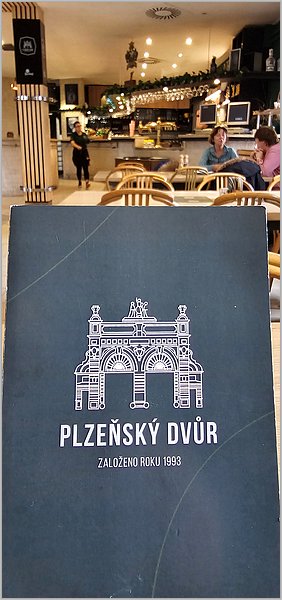 PLZEŇSKÝ DVŮR
ZALOŽENO ROKU 1993